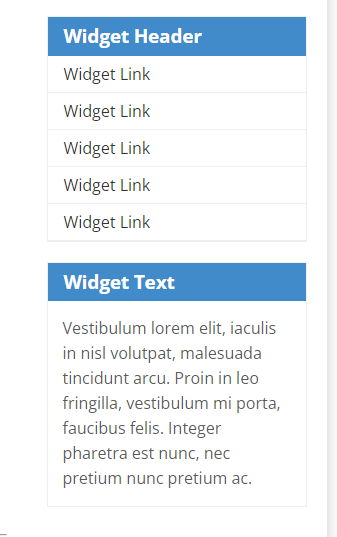 Widget Header
Widget Link
Widget Link
Widget Link
Widget Link
Widget Link
Widget Text
Vestibulum lorem elit, iaculis
in nisl volutpat, malesuada
tincidunt arcu. Proin in leo
fringilla, vestibulum mi porta,
faucibus felis. Integer
pharetra est nunc, nec
pretium nunc pretium ac.